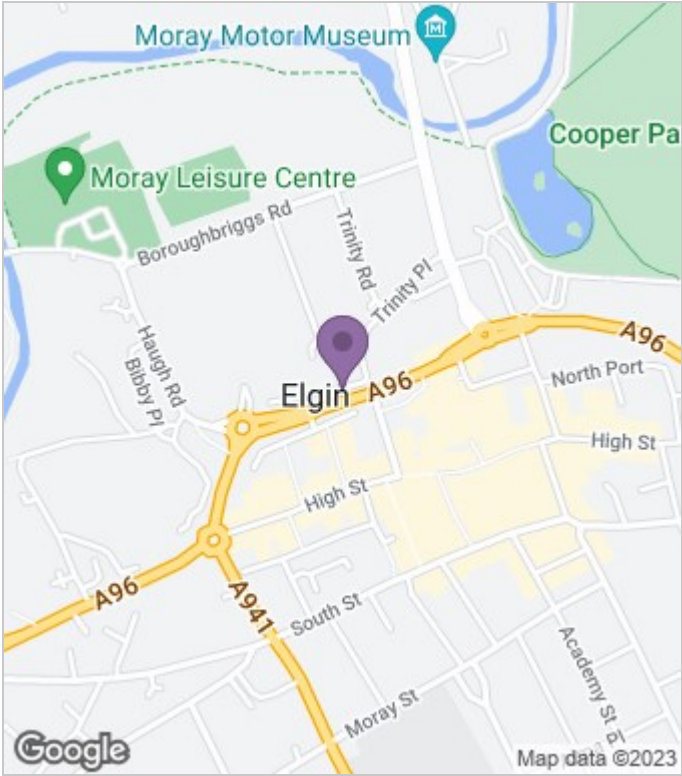 Moray Motor Museum
Cooper Pa
Moray Leisure Centre
Boroughbriggs Rd
Trinity Rd
Trinity Pl
A96
Haugh Rd
Bibby Pl
Elgin
A96
North Port
High St
High St
A96
A941
South St
Academy St
Pl
Moray St
Google
Map data ©2023